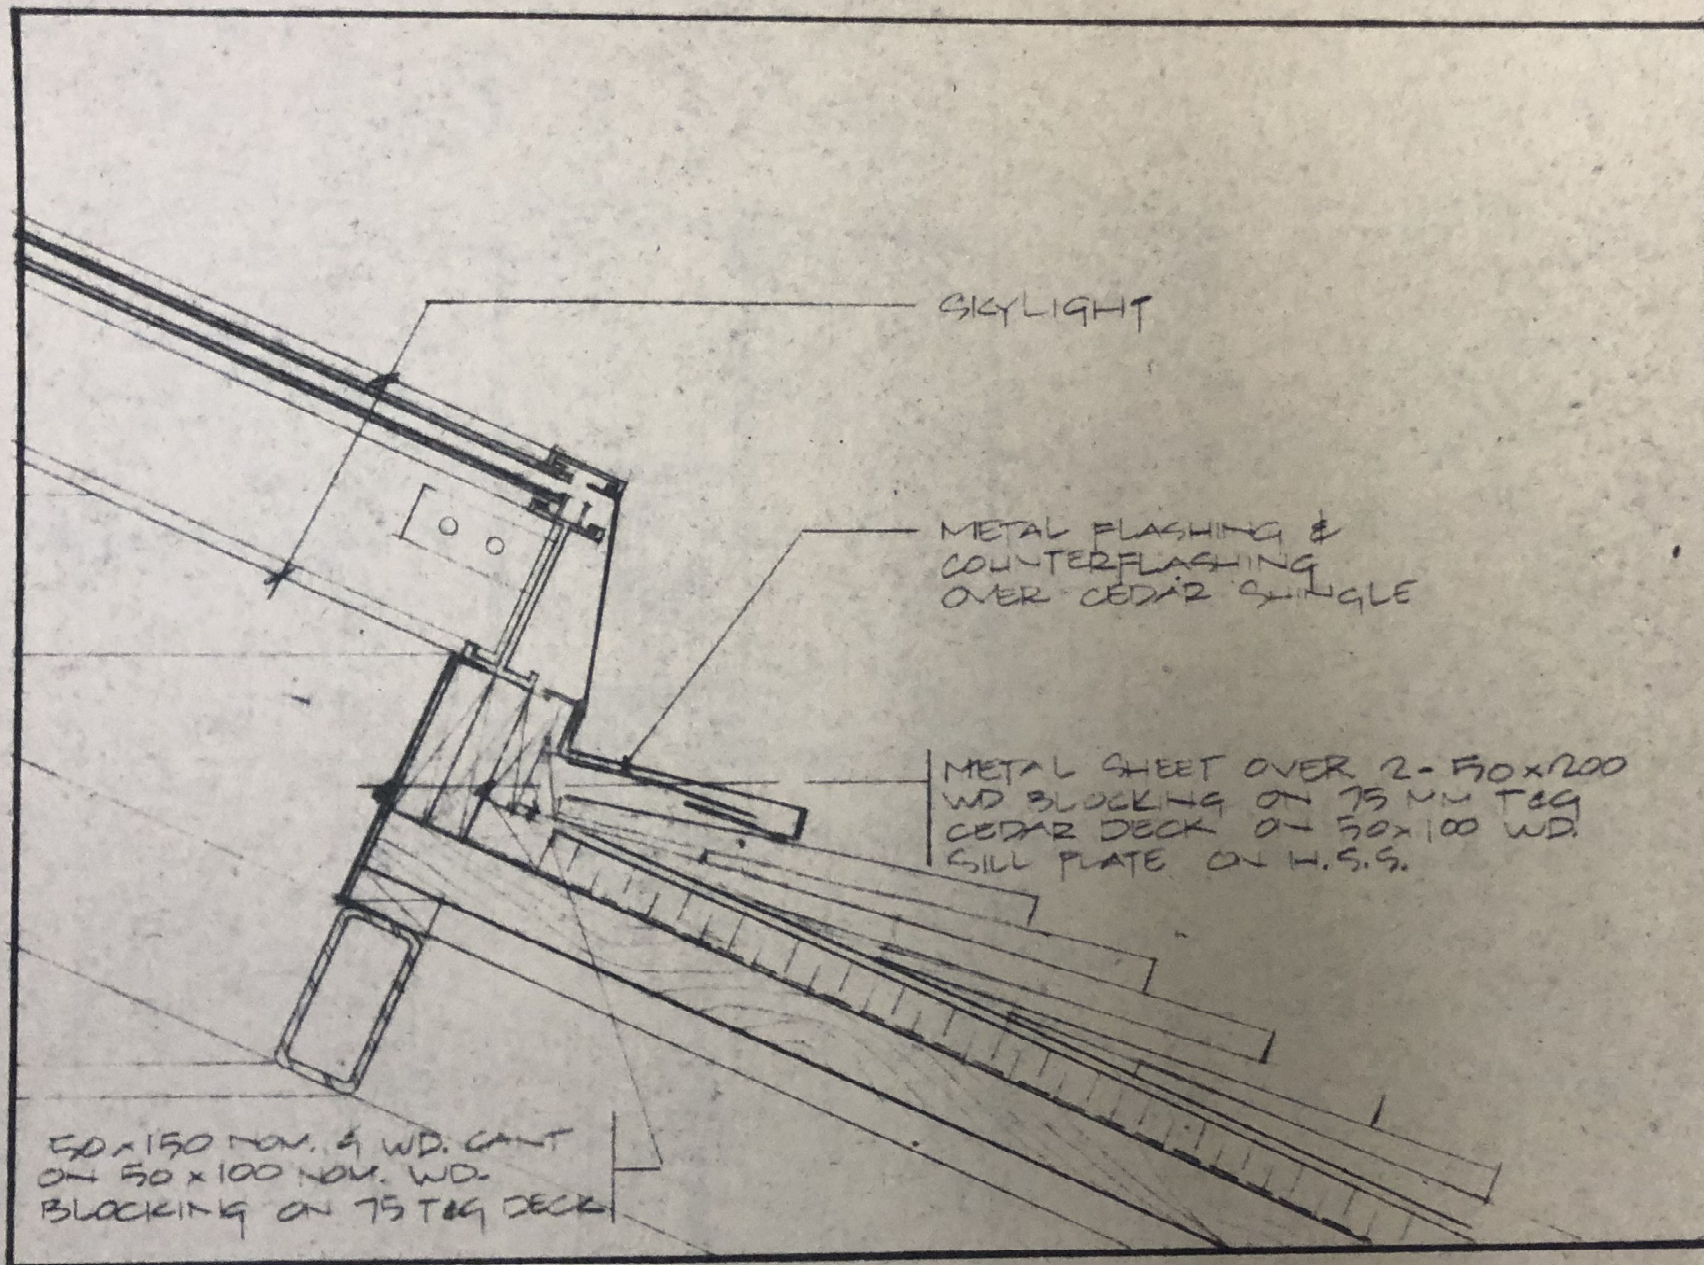 SKYLIGHT
METAL FLASHING &
COUNTERFLASHING
OVER CEDAR SHINGLE
METAL SHEET OVER 2-50x200
WD BLOCKING ON 75 MM T&G
CEDAR DECK ON 50x100 WD.
SILL PLATE ON H.S.S.
50x150 NOM. & WD. CANT
ON 50x100 NOM. WD.
BLOCKING ON 75 T&G DECK